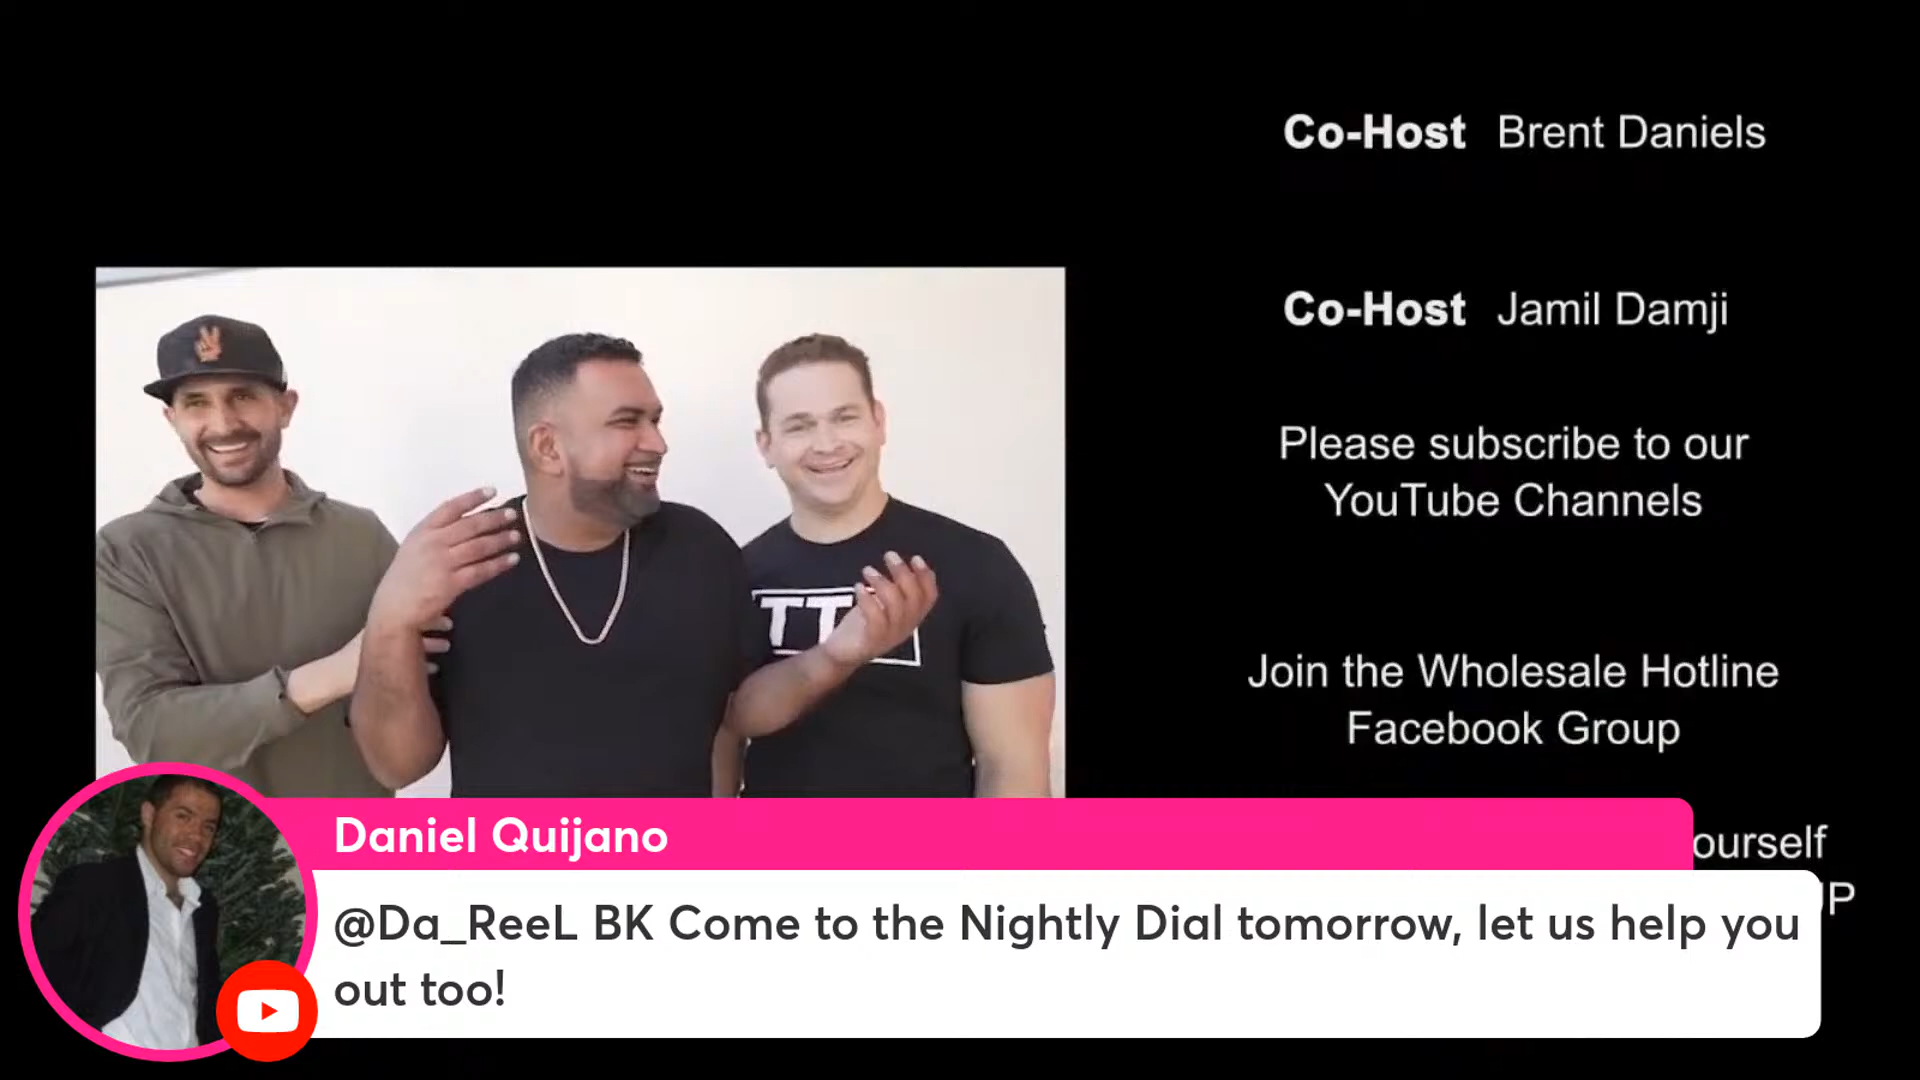 Co-Host Brent Daniels
Co-Host Jamil Damji
Please subscribe to our
YouTube Channels
Join the Wholesale Hotline
Facebook Group
ourself
Daniel Quijano
@Da_ReeL BK Come to the Nightly Dial tomorrow, let us help you
out too!